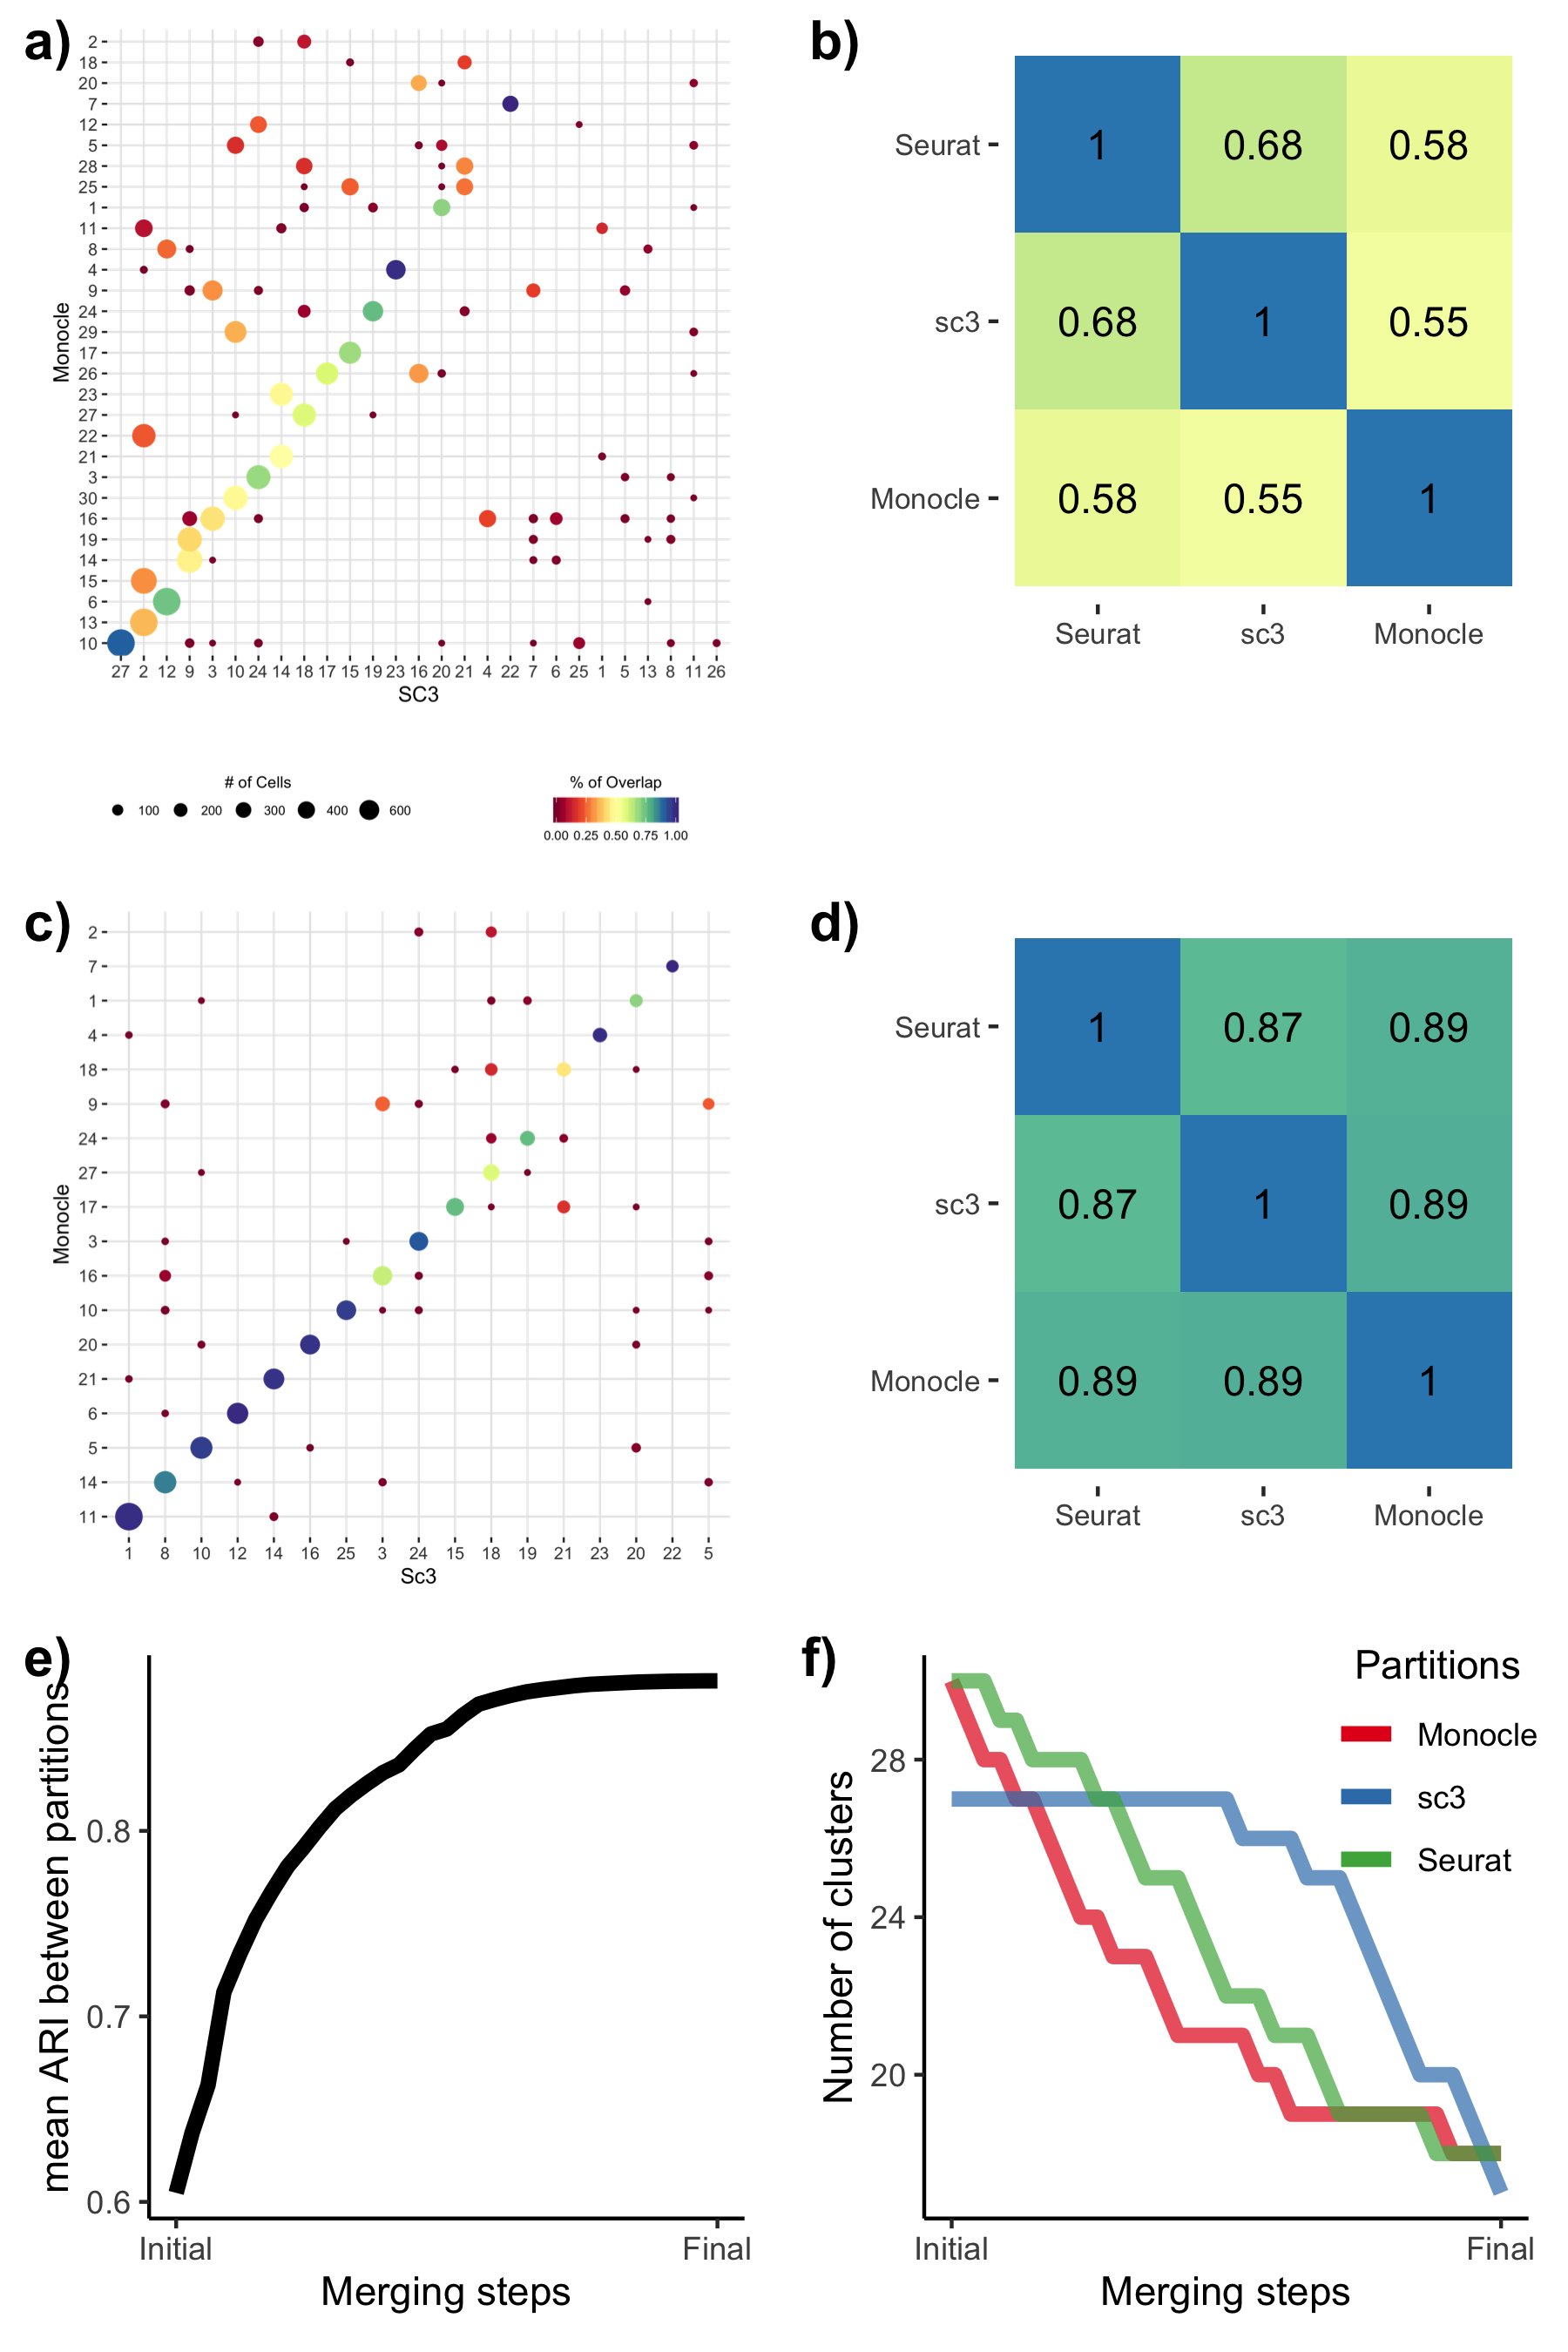 a)
2
18
20
7
12
5
28
25
1
11
8
4
9
24
29
17
26
23
27
22
21
3
30
16
19
14
15
6
13
10
Monocle
27 2 12 9 3 10 24 14 18 17 15 19 23 16 20 21 4 22 7 6 25 1 5 13 8 11 26
SC3
# of Cells
100 200 300 400 600
% of Overlap
0.00 0.25 0.50 0.75 1.00
b)
Seurat 1 0.68 0.58
sc3 0.68 1 0.55
Monocle 0.58 0.55 1
Seurat sc3 Monocle
c)
2
7
1
4
18
9
24
27
17
3
16
10
20
21
6
5
14
11
Monocle
1 8 10 12 14 16 25 3 24 15 18 19 21 23 20 22 5
Sc3
d)
Seurat 1 0.87 0.89
sc3 0.87 1 0.89
Monocle 0.89 0.89 1
Seurat sc3 Monocle
e)
mean ARI between partitions
0.8
0.7
0.6
Initial Final
Merging steps
f)
Number of clusters
28
24
20
Initial Final
Merging steps
Partitions
Monocle
sc3
Seurat